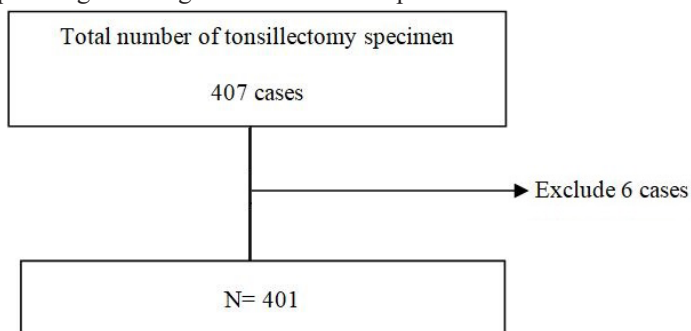 Total number of tonsillectomy specimen
407 cases
Exclude 6 cases
N= 401